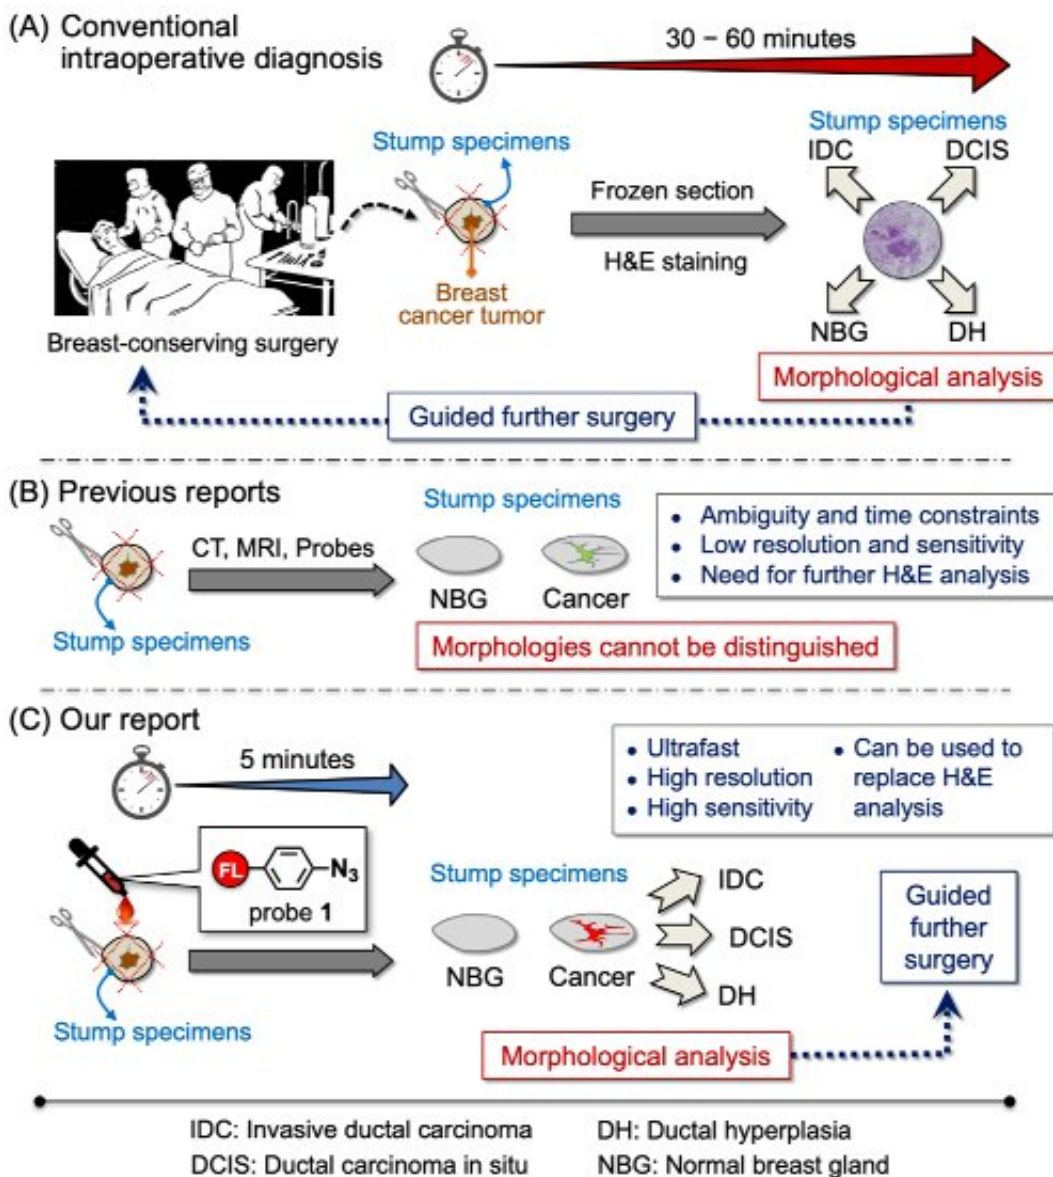 (A) Conventional
intraoperative diagnosis
30 – 60 minutes
Stump specimens
Breast
cancer tumor
Breast-conserving surgery
Frozen section
H&E staining
Stump specimens
IDC DCIS
NBG DH
Morphological analysis
Guided further surgery
(B) Previous reports
CT, MRI, Probes
Stump specimens
Stump specimens
NBG Cancer
• Ambiguity and time constraints
• Low resolution and sensitivity
• Need for further H&E analysis
Morphologies cannot be distinguished
(C) Our report
5 minutes
• Ultrafast
• High resolution
• High sensitivity
• Can be used to
replace H&E
analysis
FL N₃
probe 1
Stump specimens
Stump specimens
NBG Cancer
IDC
DCIS
DH
Guided
further
surgery
Morphological analysis
IDC: Invasive ductal carcinoma DH: Ductal hyperplasia
DCIS: Ductal carcinoma in situ NBG: Normal breast gland